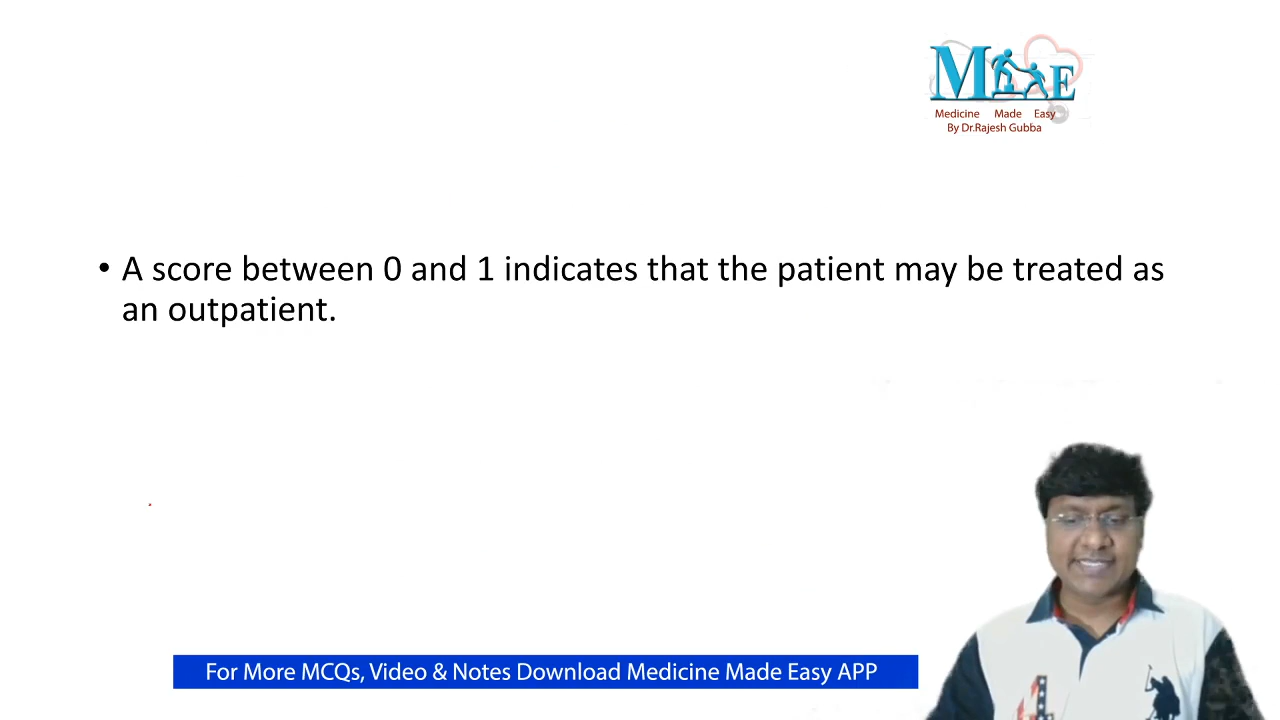 M E
Medicine Made Easy
By Dr.Rajesh Gubba
• A score between 0 and 1 indicates that the patient may be treated as
an outpatient.
For More MCQs, Video & Notes Download Medicine Made Easy APP